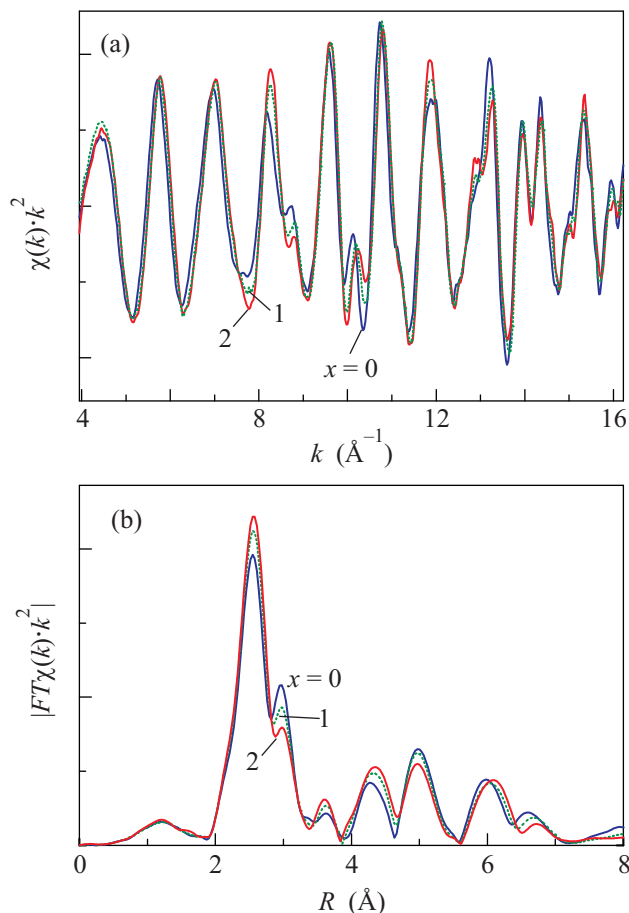 (a)
χ(k)·k²
1
2
x = 0
4 8 12 16
k (Å⁻¹)
(b)
|FTχ(k)·k²|
x = 0
1
2
0 2 4 6 8
R (Å)